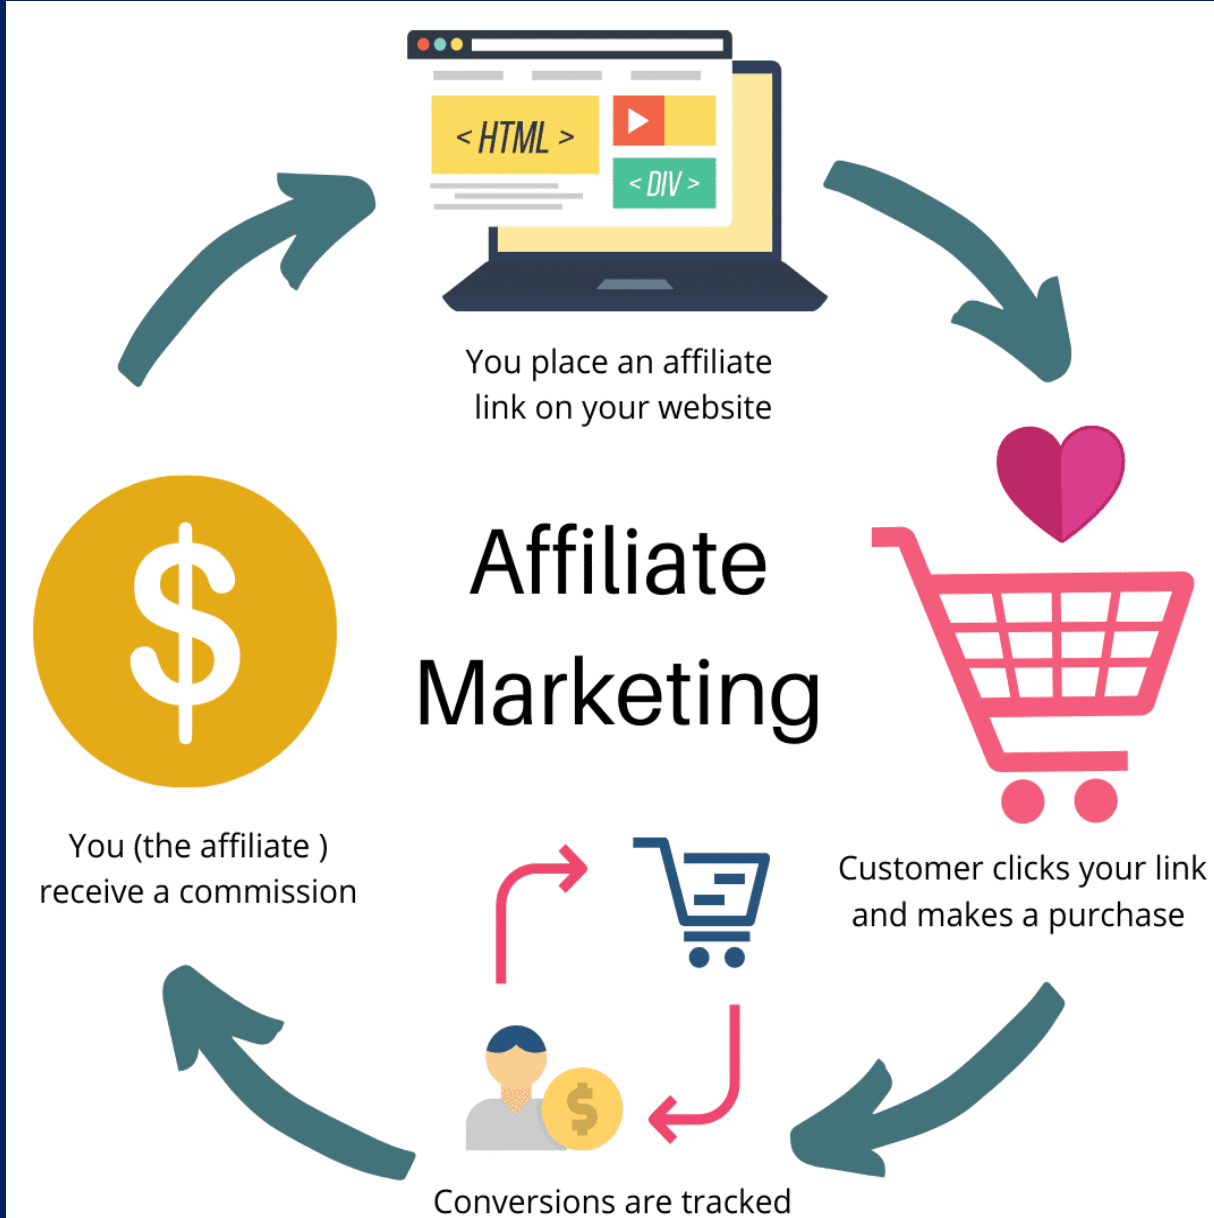 < HTML >
< DIV >
You place an affiliate
link on your website
Affiliate
Marketing
$
You (the affiliate )
receive a commission
Customer clicks your link
and makes a purchase
$
Conversions are tracked